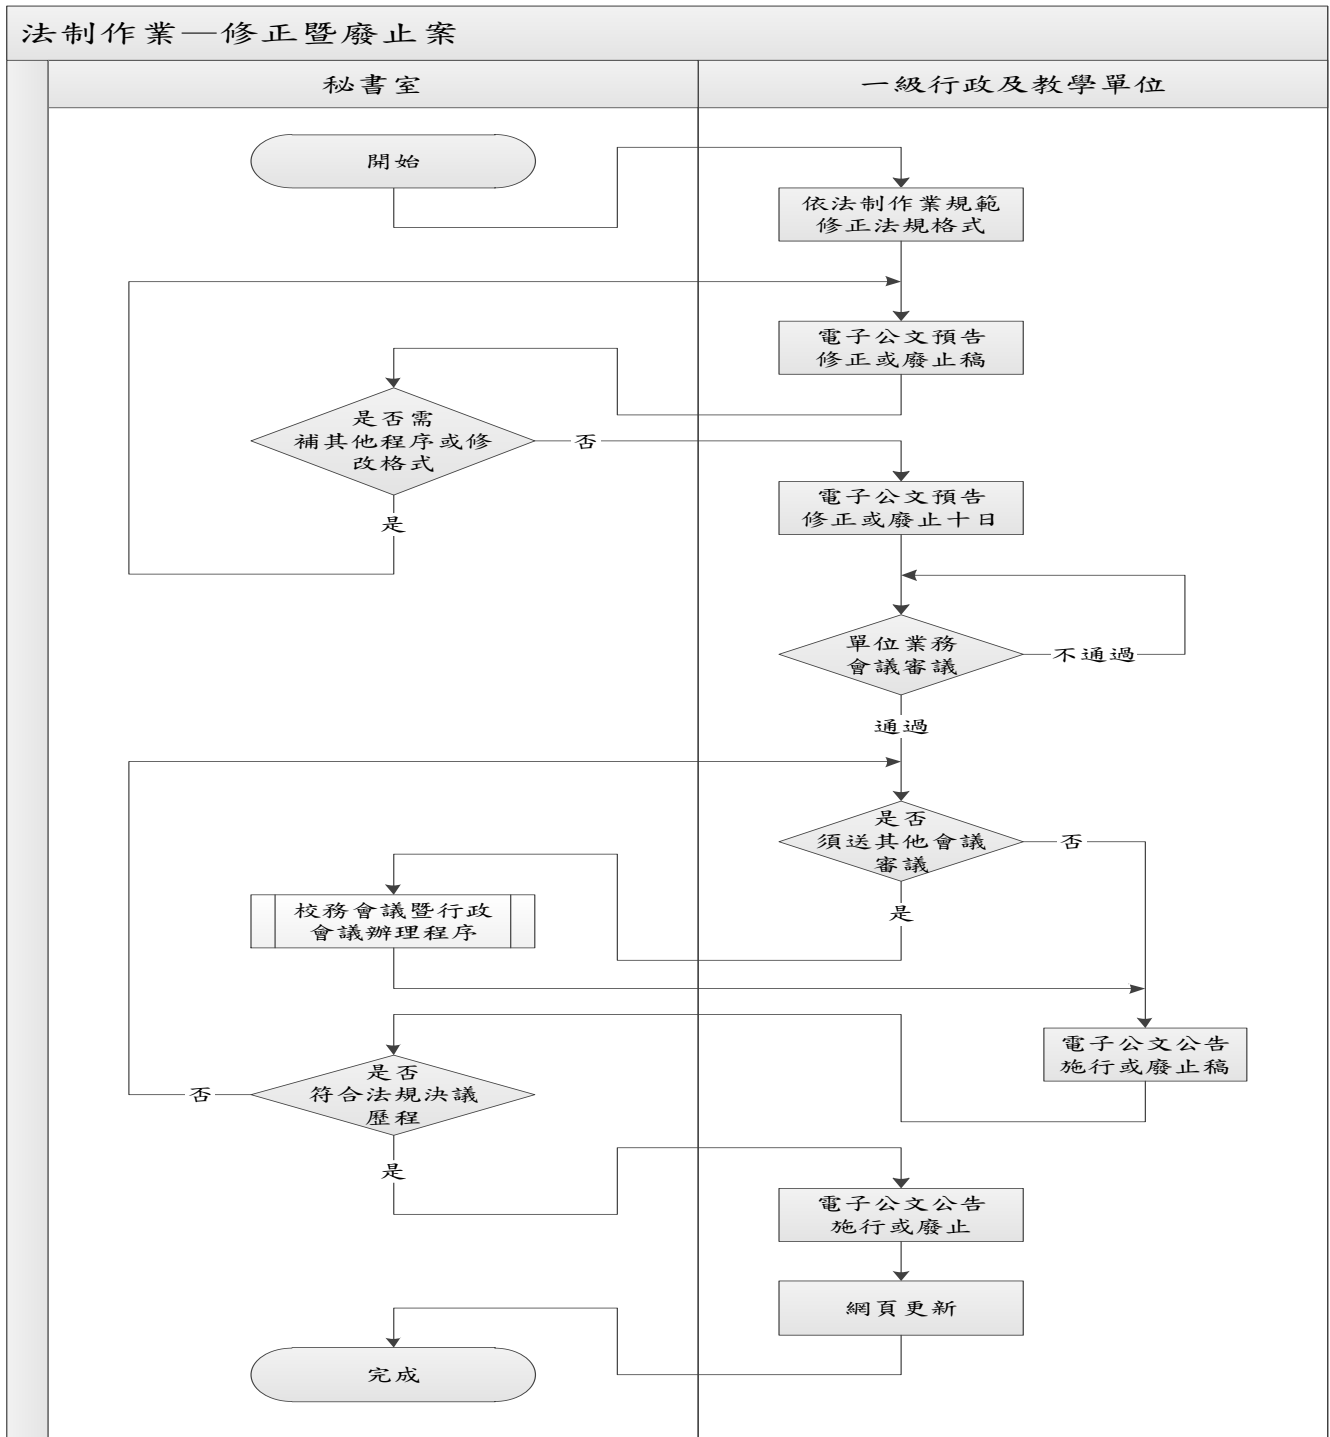 法制作業—修正暨廢止案
秘書室
一級行政及教學單位
開始
依法制作業規範
修正法規格式
電子公文預告
修正或廢止稿
是否需
補其他程序或修
改格式
否
是
電子公文預告
修正或廢止十日
單位業務
會議審議
不通過
通過
是否
須送其他會議
審議
否
是
校務會議暨行政
會議辦理程序
電子公文公告
施行或廢止稿
是否
符合法規決議
歷程
否
是
電子公文公告
施行或廢止
網頁更新
完成